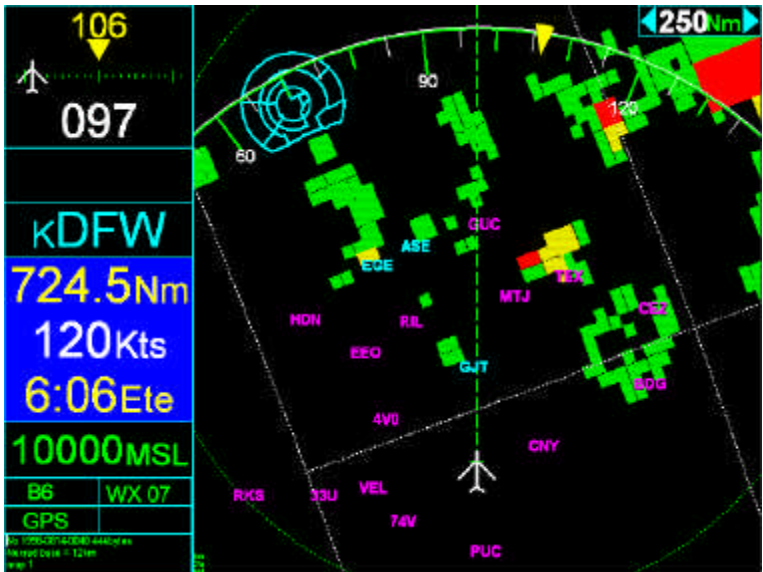 106
097
KDFW
724.5Nm
120Kts
6:06Ete
10000MSL
B6 WX 07
GPS
250Nm
60
90
120
GUC
ASE
EGE
TEX
MTJ
HDN
RIL
CEZ
EEO
GJT
BDG
4V0
CNY
RKS
33U
VEL
74V
PUC